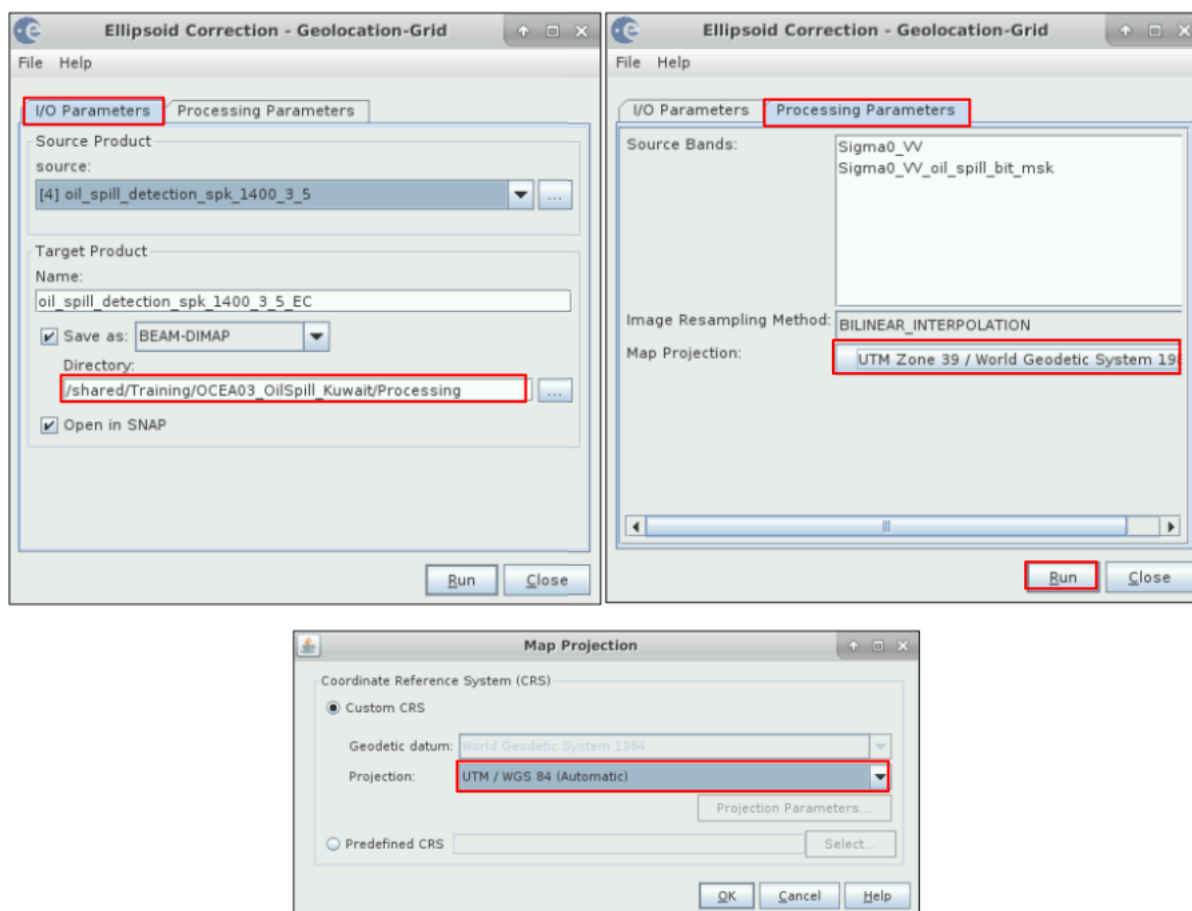 Ellipsoid Correction - Geolocation-Grid
File Help
I/O Parameters Processing Parameters
Source Product
source:
[4] oil_spill_detection_spk_1400_3_5
...
Target Product
Name:
oil_spill_detection_spk_1400_3_5_EC
Save as: BEAM-DIMAP
Directory:
/shared/Training/OCEA03_OilSpill_Kuwait/Processing
...
Open in SNAP
Run Close
Ellipsoid Correction - Geolocation-Grid
File Help
I/O Parameters Processing Parameters
Source Bands: Sigma0_VV
Sigma0_VV_oil_spill_bit_msk
Image Resampling Method: BILINEAR_INTERPOLATION
Map Projection: UTM Zone 39 / World Geodetic System 198
Run Close
Map Projection
Coordinate Reference System (CRS)
Custom CRS
Geodetic datum: World Geodetic System 1984
Projection: UTM / WGS 84 (Automatic)
Projection Parameters...
Predefined CRS Select...
OK Cancel Help